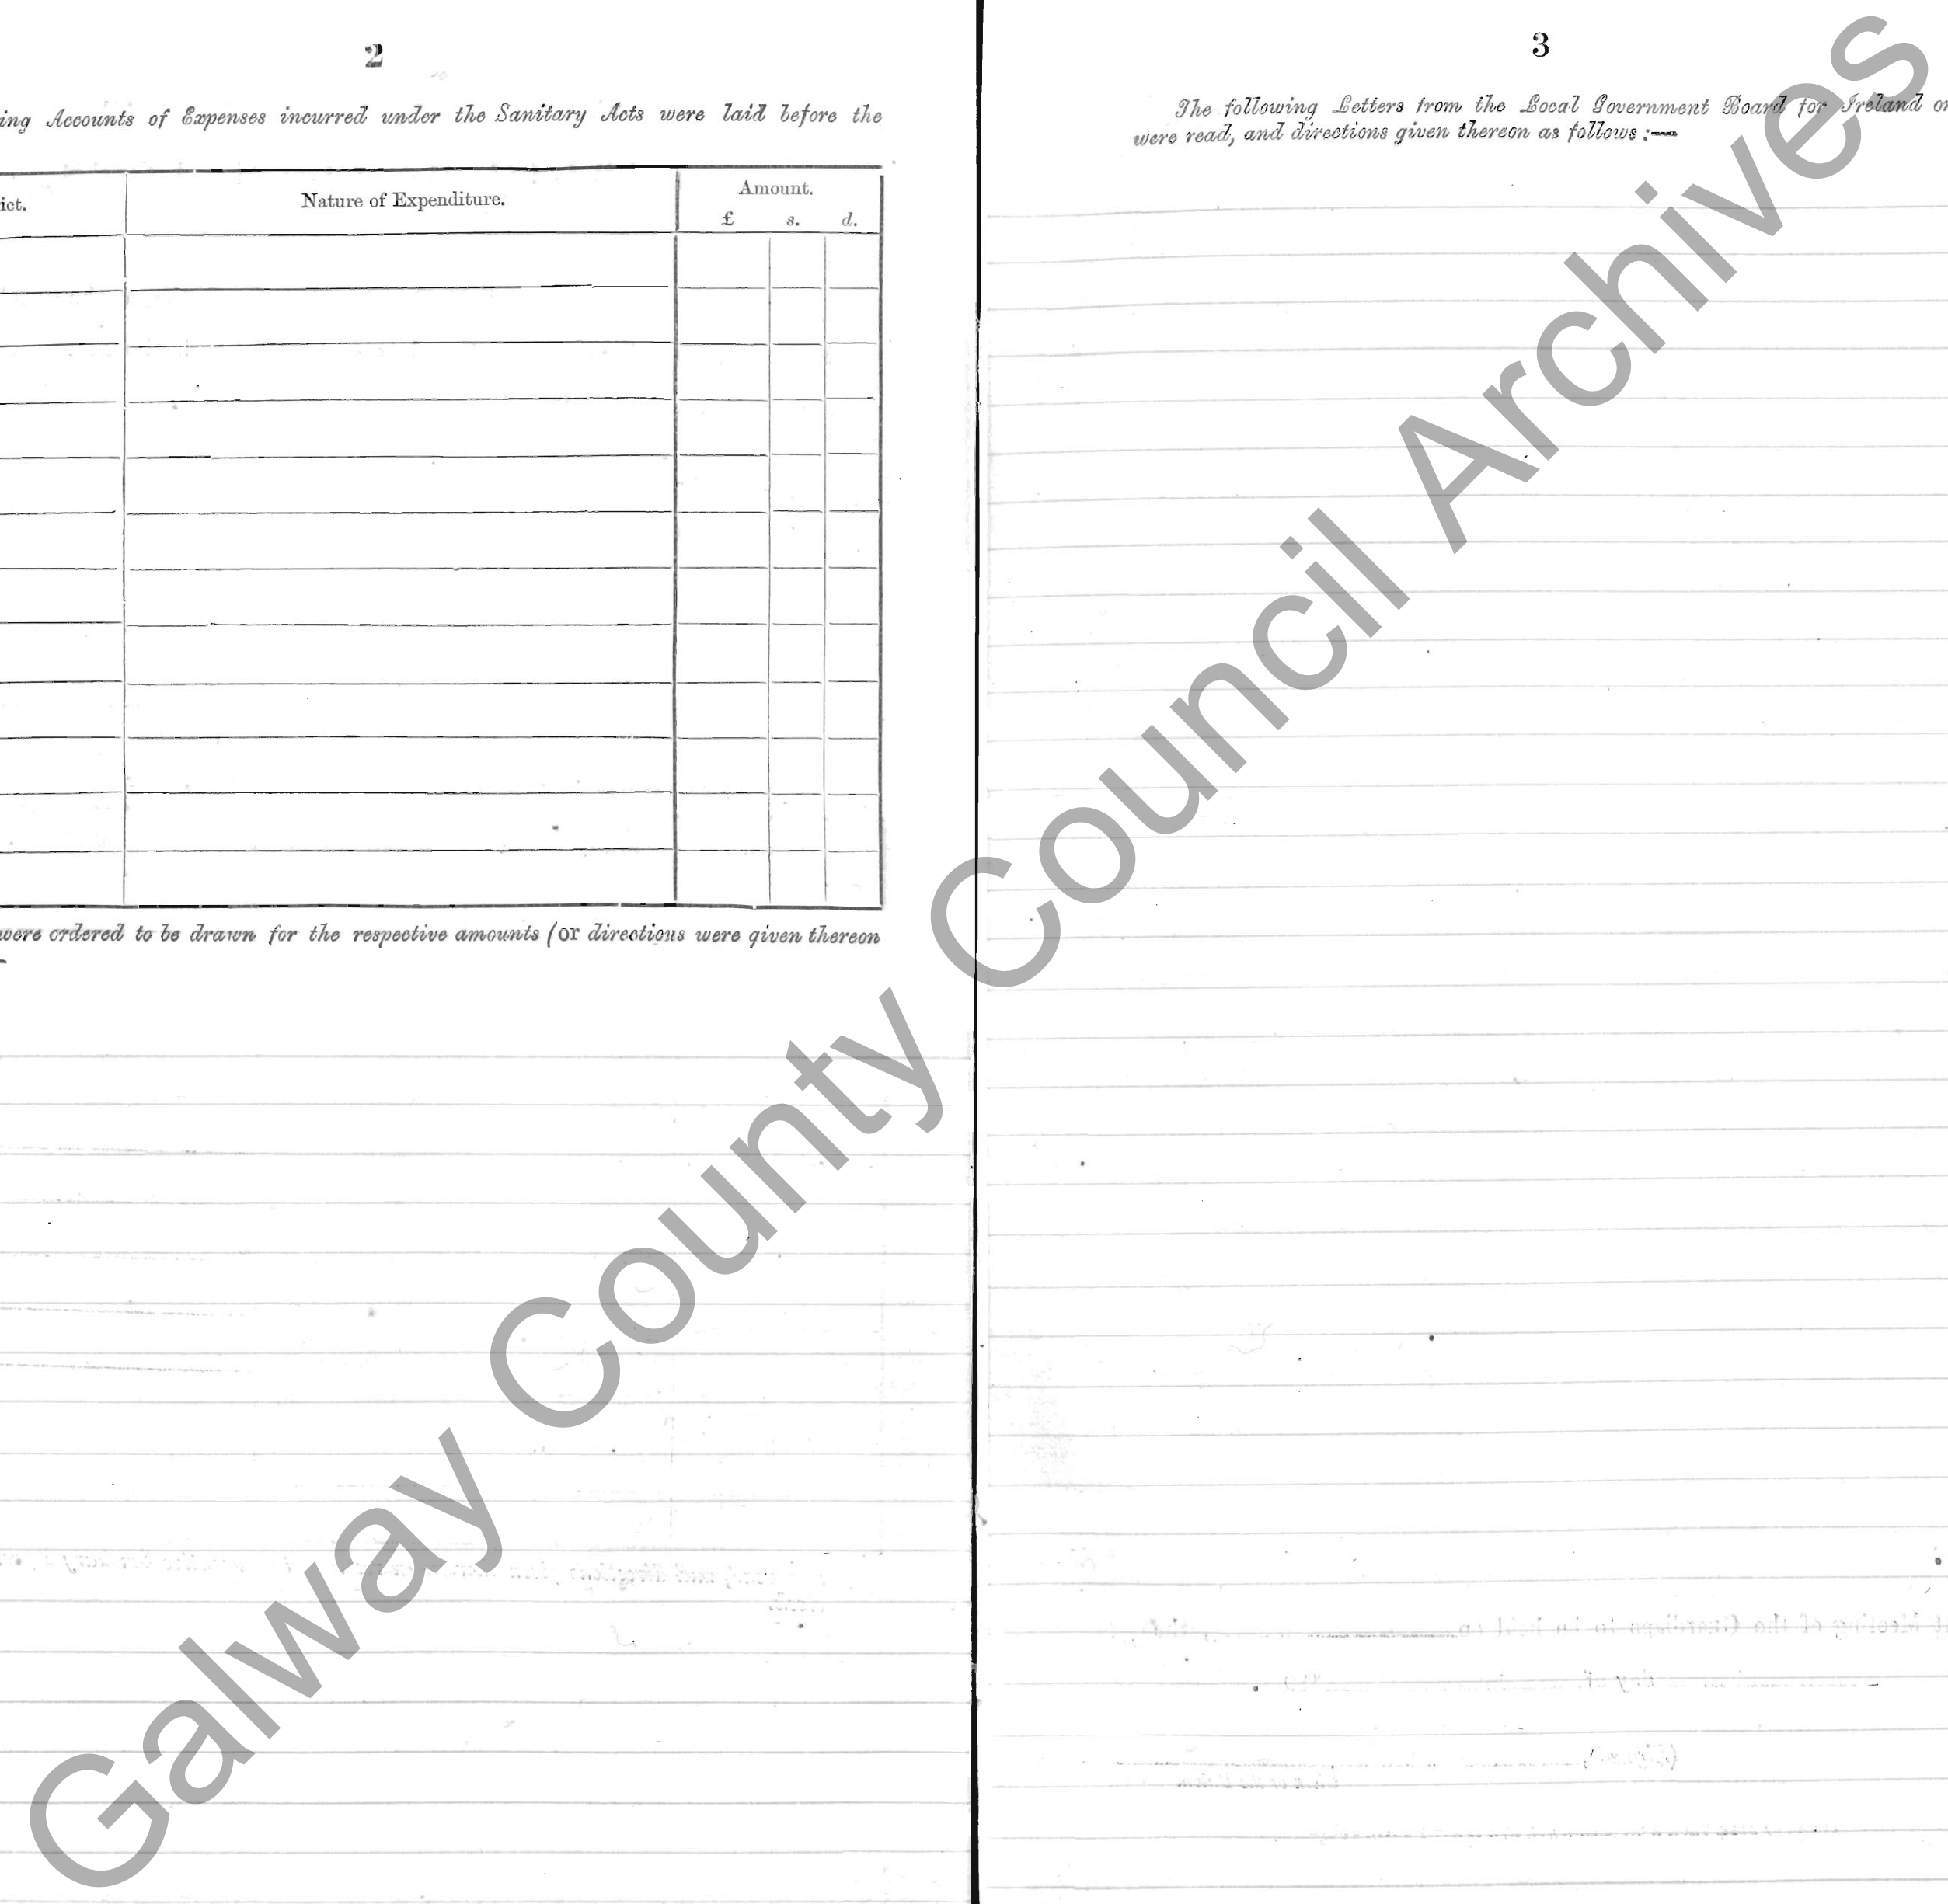 2
ing Accounts of Expenses incurred under the Sanitary Acts were laid before the
ict.
Nature of Expenditure.
Amount.
£ s. d.
were ordered to be drawn for the respective amounts (or directions were given thereon
3
The following Letters from the Local Government Board for Ireland or
were read, and directions given thereon as follows :—
Galway County Council Archives